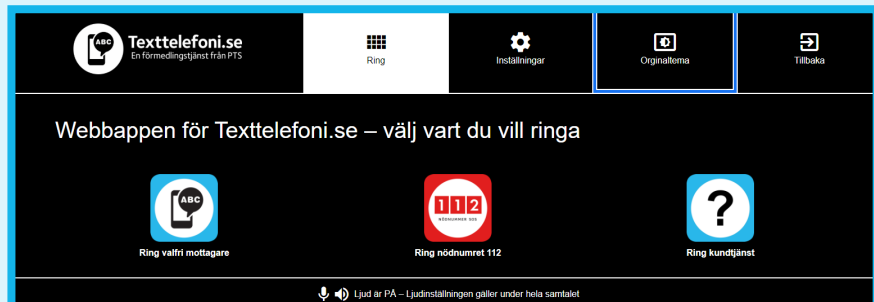 ABC
Texttelefoni.se
En förmedlingstjänst från PTS
Ring
Inställningar
Orginaltema
Tillbaka
Webbappen för Texttelefoni.se – välj vart du vill ringa
ABC
112
NÖDNUMMER SOS
?
Ring valfri mottagare
Ring nödnumret 112
Ring kundtjänst
Ljud är PÅ – Ljudinställningen gäller under hela samtalet